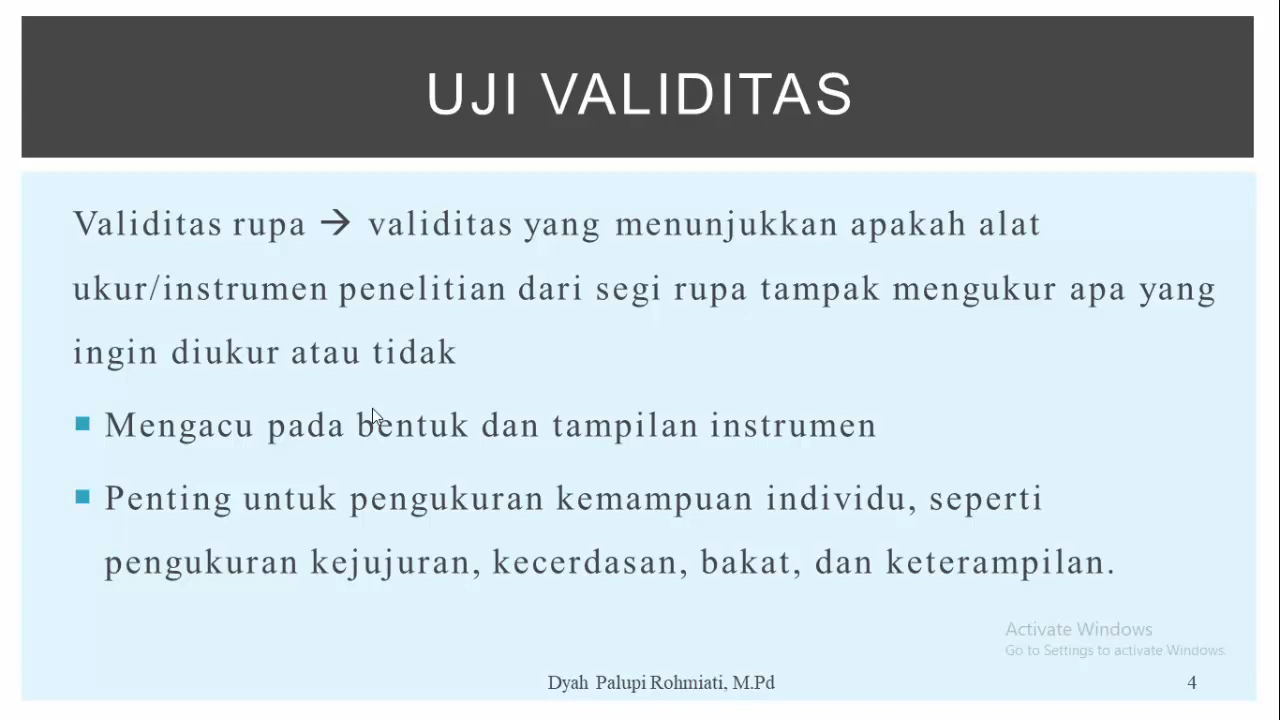 UJI VALIDITAS
Validitas rupa → validitas yang menunjukkan apakah alat
ukur/instrumen penelitian dari segi rupa tampak mengukur apa yang
ingin diukur atau tidak
Mengacu pada bentuk dan tampilan instrumen
Penting untuk pengukuran kemampuan individu, seperti
pengukuran kejujuran, kecerdasan, bakat, dan keterampilan.
Activate Windows
Go to Settings to activate Windows.
Dyah Palupi Rohmiati, M.Pd
4